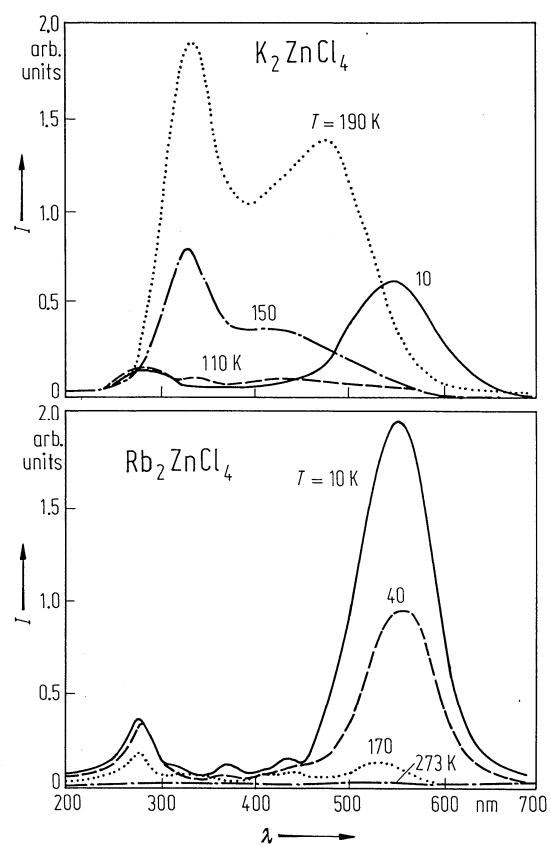 2.0
arb.
units
K₂ZnCl₄
T = 190 K
1.5
I
1.0
0.5
10
150
110 K
0
2.0
arb.
units
Rb₂ZnCl₄
T = 10 K
1.5
I
1.0
40
0.5
170
273 K
0
200 300 400 500 600 nm 700
λ